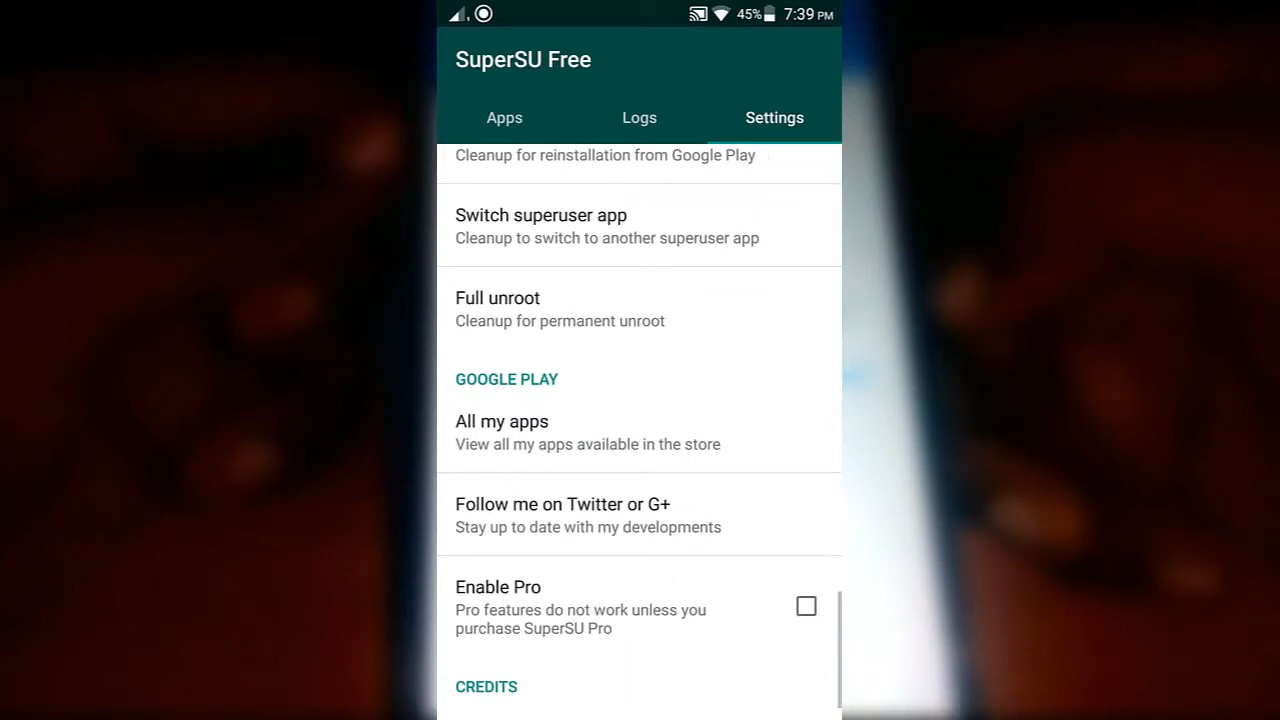 45% 7:39 PM
SuperSU Free
Apps Logs Settings
Cleanup for reinstallation from Google Play
Switch superuser app
Cleanup to switch to another superuser app
Full unroot
Cleanup for permanent unroot
GOOGLE PLAY
All my apps
View all my apps available in the store
Follow me on Twitter or G+
Stay up to date with my developments
Enable Pro
Pro features do not work unless you
purchase SuperSU Pro
CREDITS